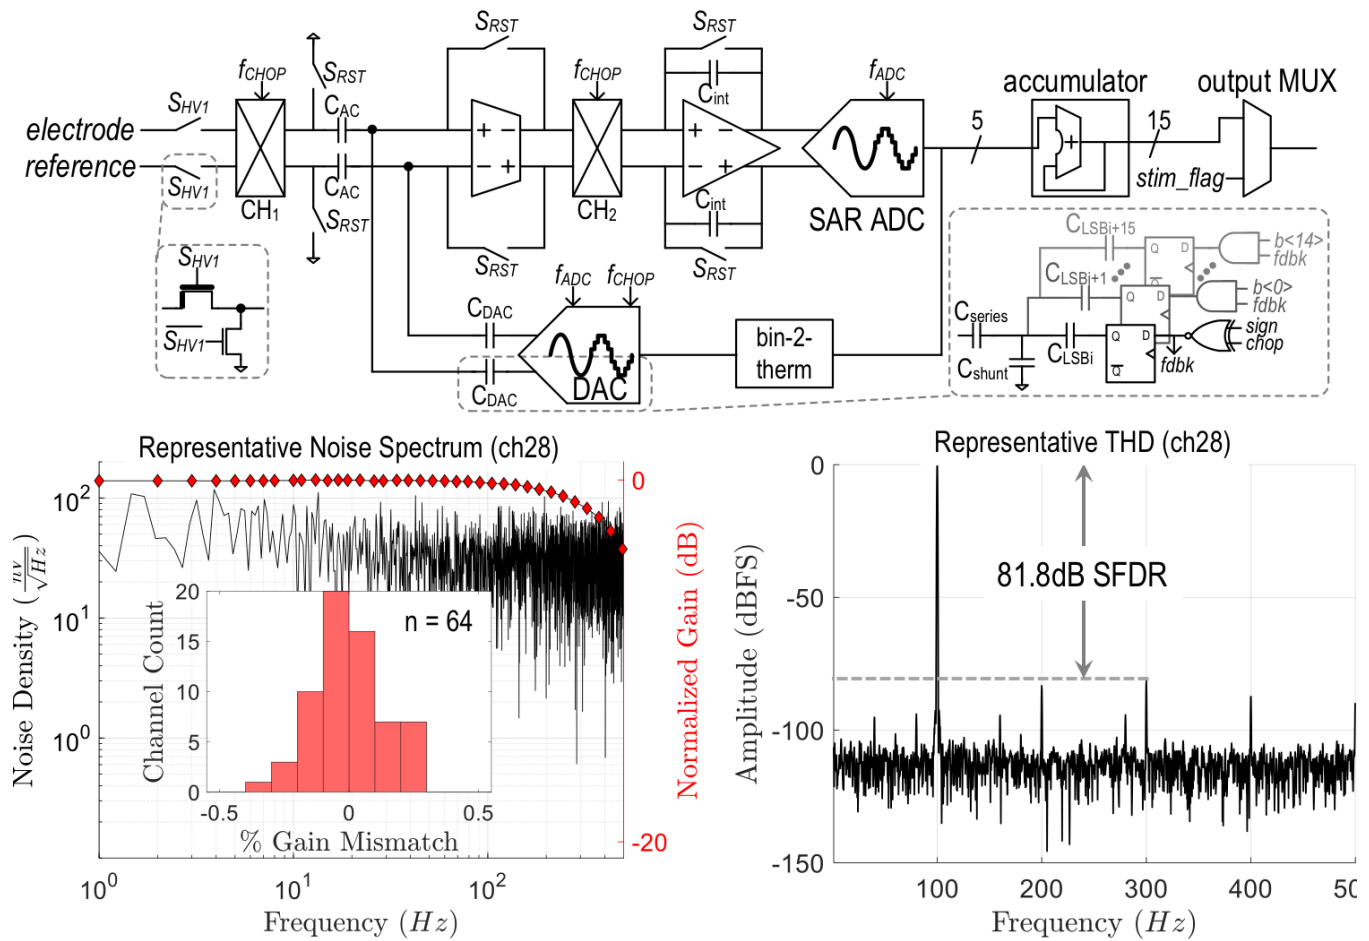 S_RST
S_RST
f_CHOP
S_RST
f_CHOP
f_ADC
accumulator
output MUX
S_HV1
C_AC
C_int
electrode
+ −
+ −
5
+
15
reference
− +
− +
stim_flag
S_HV1
C_AC
CH_1
S_RST
CH_2
C_int
SAR ADC
S_RST
S_RST
C_LSBi+15
Q D
b<14>
fdbk
S_HV1
f_ADC
f_CHOP
C_LSBi+1
Q D
b<0>
fdbk
C_DAC
C_series
sign
chop
S_HV1
bin-2-
therm
C_LSBi
Q D
Q
fdbk
C_shunt
C_DAC
DAC
Representative Noise Spectrum (ch28)
Noise Density (nv/√Hz)
10^2
10^1
10^0
Normalized Gain (dB)
0
-20
Channel Count
20
15
10
5
0
n = 64
-0.5
0
0.5
% Gain Mismatch
10^0
10^1
10^2
Frequency (Hz)
Representative THD (ch28)
Amplitude (dBFS)
0
-50
-100
-150
81.8dB SFDR
100
200
300
400
50
Frequency (Hz)